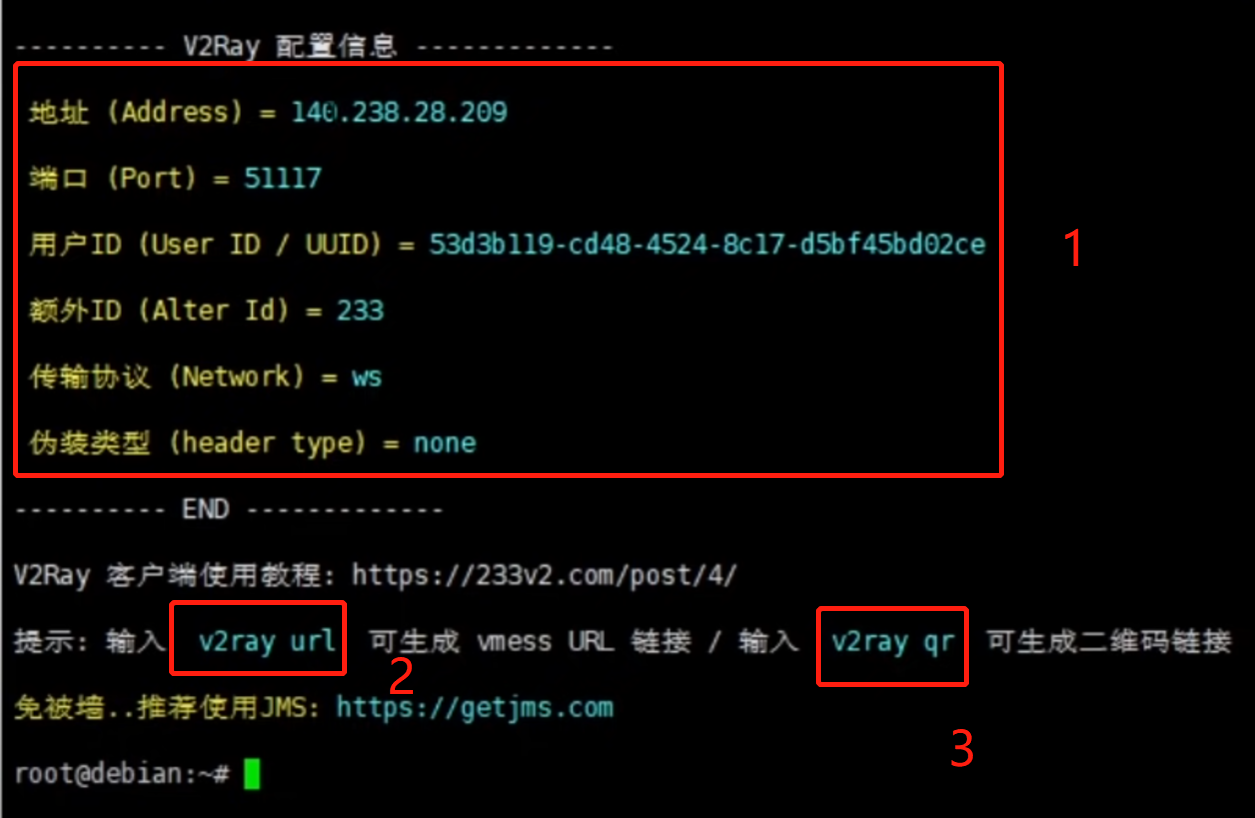 ---------- V2Ray 配置信息 -------------
地址 (Address) = 140.238.28.209
端口 (Port) = 51117
用户ID (User ID / UUID) = 53d3b119-cd48-4524-8c17-d5bf45bd02ce
1
额外ID (Alter Id) = 233
传输协议 (Network) = ws
伪装类型 (header type) = none
---------- END -------------
V2Ray 客户端使用教程: https://233v2.com/post/4/
提示: 输入 v2ray url 可生成 vmess URL 链接 / 输入 v2ray qr 可生成二维码链接
2
免被墙..推荐使用JMS: https://getjms.com
3
root@debian:~#